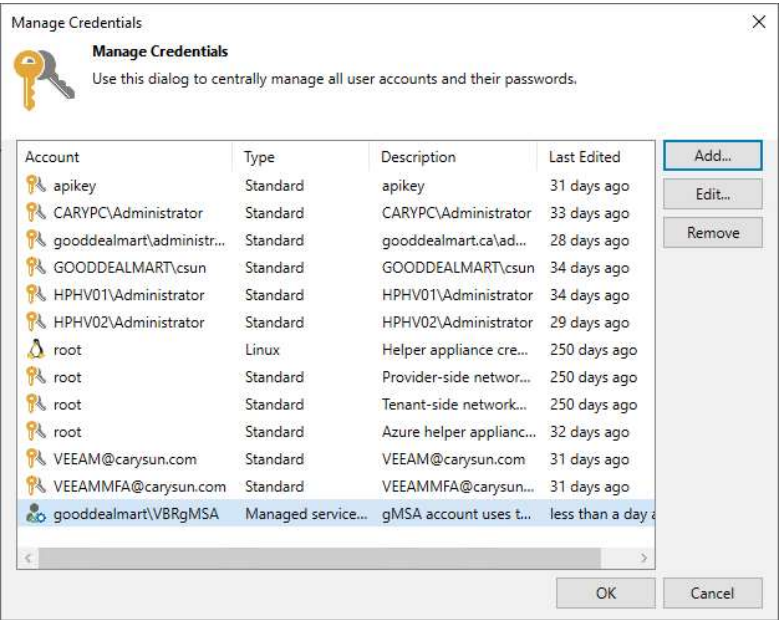 Manage Credentials
Manage Credentials
Use this dialog to centrally manage all user accounts and their passwords.
Account Type Description Last Edited
apikey Standard apikey 31 days ago
CARYPC\Administrator Standard CARYPC\Administrator 33 days ago
gooddealmart\administr... Standard gooddealmart.ca\ad... 28 days ago
GOODDEALMART\csun Standard GOODDEALMART\csun 34 days ago
HPHV01\Administrator Standard HPHV01\Administrator 34 days ago
HPHV02\Administrator Standard HPHV02\Administrator 29 days ago
root Linux Helper appliance cre... 250 days ago
root Standard Provider-side networ... 250 days ago
root Standard Tenant-side network... 250 days ago
root Standard Azure helper applianc... 32 days ago
VEEAM@carysun.com Standard VEEAM@carysun.com 31 days ago
VEEAMMFA@carysun.com Standard VEEAMMFA@carysun... 31 days ago
gooddealmart\VBRgMSA Managed service... gMSA account uses t... less than a day a
Add...
Edit...
Remove
OK Cancel